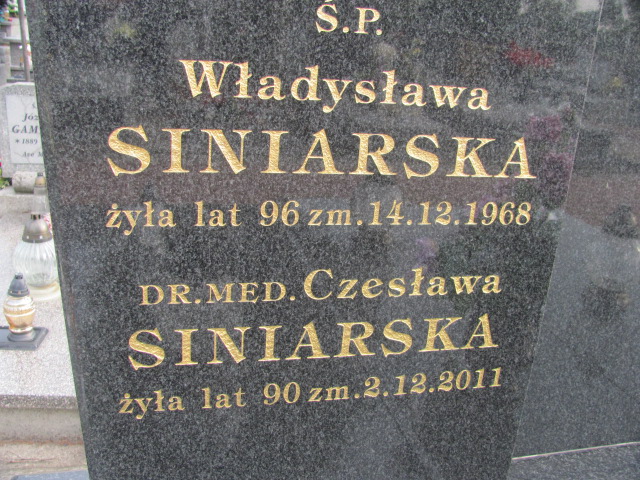 Ś.P.
Władysława
SINIARSKA
żyła lat 96 zm.14.12.1968
DR.MED.Czesława
SINIARSKA
żyła lat 90 zm.2.12.2011